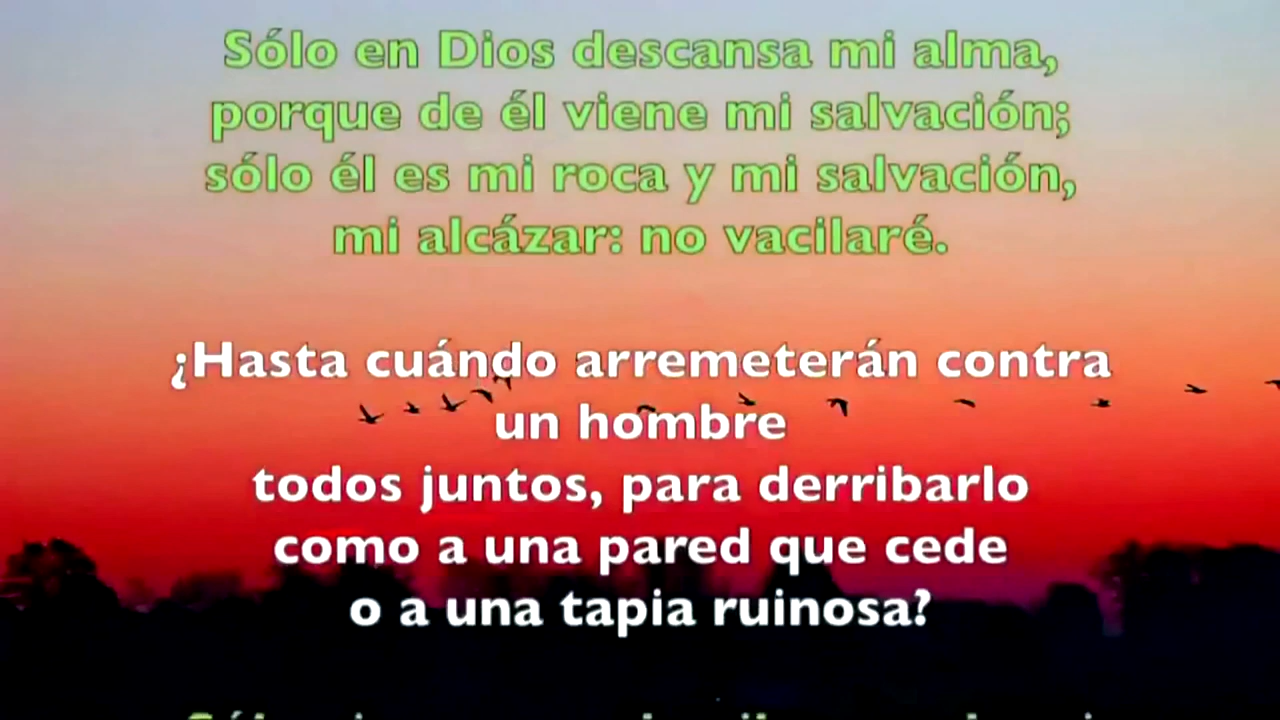 Sólo en Dios descansa mi alma,
porque de él viene mi salvación;
sólo él es mi roca y mi salvación,
mi alcázar: no vacilaré.
¿Hasta cuándo arremeterán contra
un hombre
todos juntos, para derribarlo
como a una pared que cede
o a una tapia ruinosa?